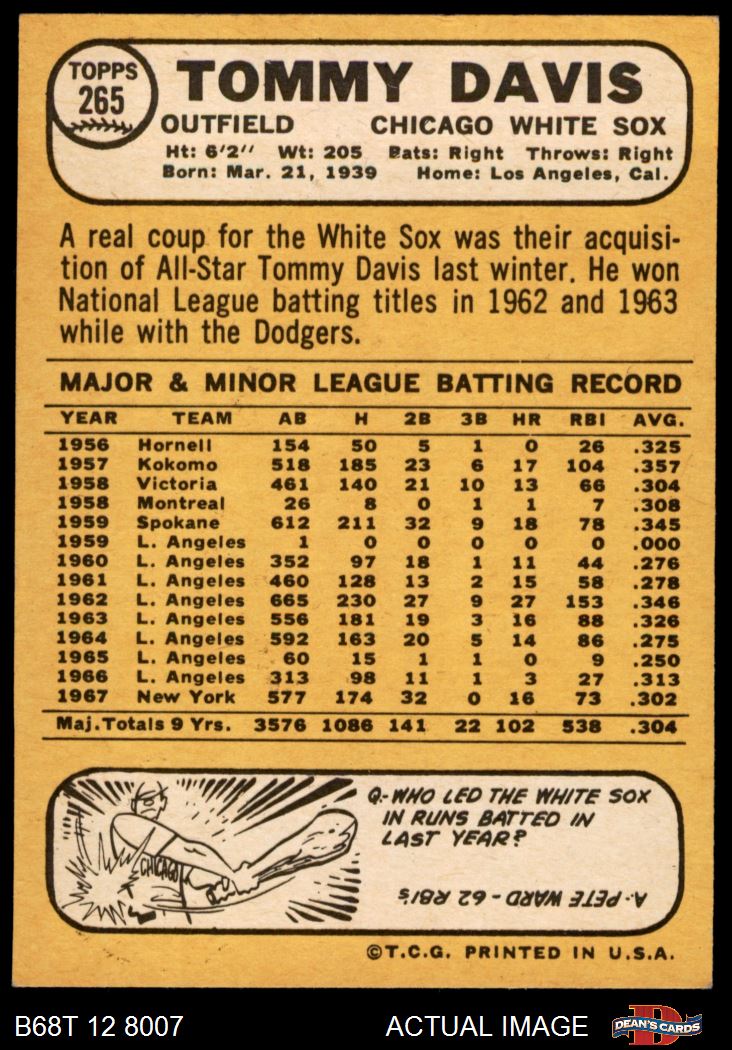 TOPPS
265
TOMMY DAVIS
OUTFIELD CHICAGO WHITE SOX
Ht: 6'2" Wt: 205 Bats: Right Throws: Right
Born: Mar. 21, 1939 Home: Los Angeles, Cal.
A real coup for the White Sox was their acquisi-
tion of All-Star Tommy Davis last winter. He won
National League batting titles in 1962 and 1963
while with the Dodgers.
MAJOR & MINOR LEAGUE BATTING RECORD
YEAR TEAM AB H 2B 3B HR RBI AVG.
1956 Hornell 154 50 5 1 0 26 .325
1957 Kokomo 518 185 23 6 17 104 .357
1958 Victoria 461 140 21 10 13 66 .304
1958 Montreal 26 8 0 1 1 7 .308
1959 Spokane 612 211 32 9 18 78 .345
1959 L. Angeles 1 0 0 0 0 0 .000
1960 L. Angeles 352 97 18 1 11 44 .276
1961 L. Angeles 460 128 13 2 15 58 .278
1962 L. Angeles 665 230 27 9 27 153 .346
1963 L. Angeles 556 181 19 3 16 88 .326
1964 L. Angeles 592 163 20 5 14 86 .275
1965 L. Angeles 60 15 1 1 0 9 .250
1966 L. Angeles 313 98 11 1 3 27 .313
1967 New York 577 174 32 0 16 73 .302
Maj. Totals 9 Yrs. 3576 1086 141 22 102 538 .304
CHICAGO
Q-WHO LED THE WHITE SOX
IN RUNS BATTED IN
LAST YEAR?
A-PETE WARD-62 RBI's
©T.C.G. PRINTED IN U.S.A.
B68T 12 8007 ACTUAL IMAGE
D
DEAN'S CARDS